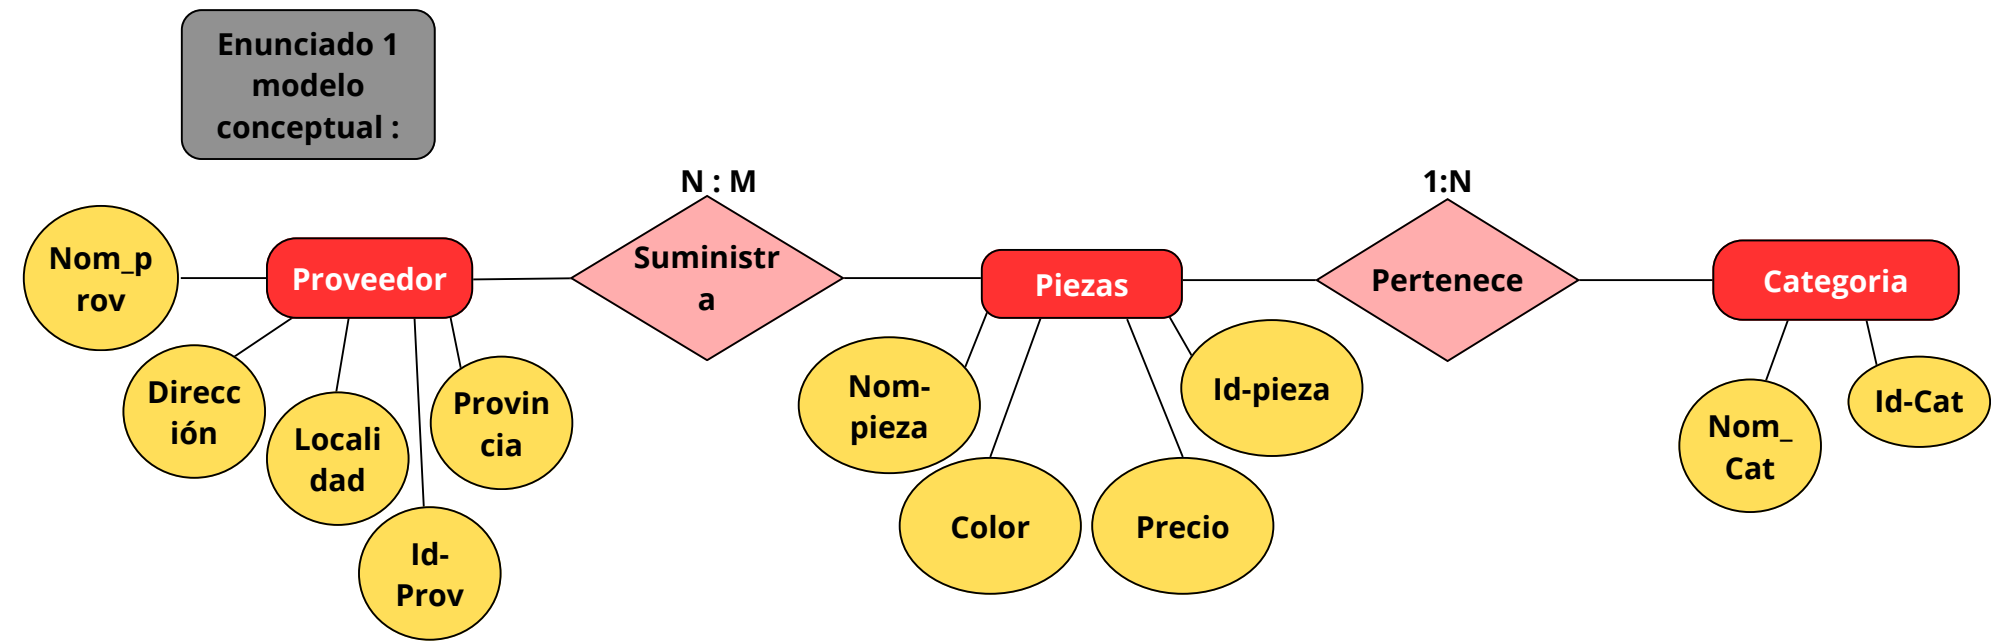 Enunciado 1
modelo
conceptual :
N : M
1:N
Nom_p
rov
Proveedor
Suministr
a
Piezas
Pertenece
Categoria
Direcc
ión
Locali
dad
Provin
cia
Id-
Prov
Nom-
pieza
Color
Precio
Id-pieza
Nom_
Cat
Id-Cat